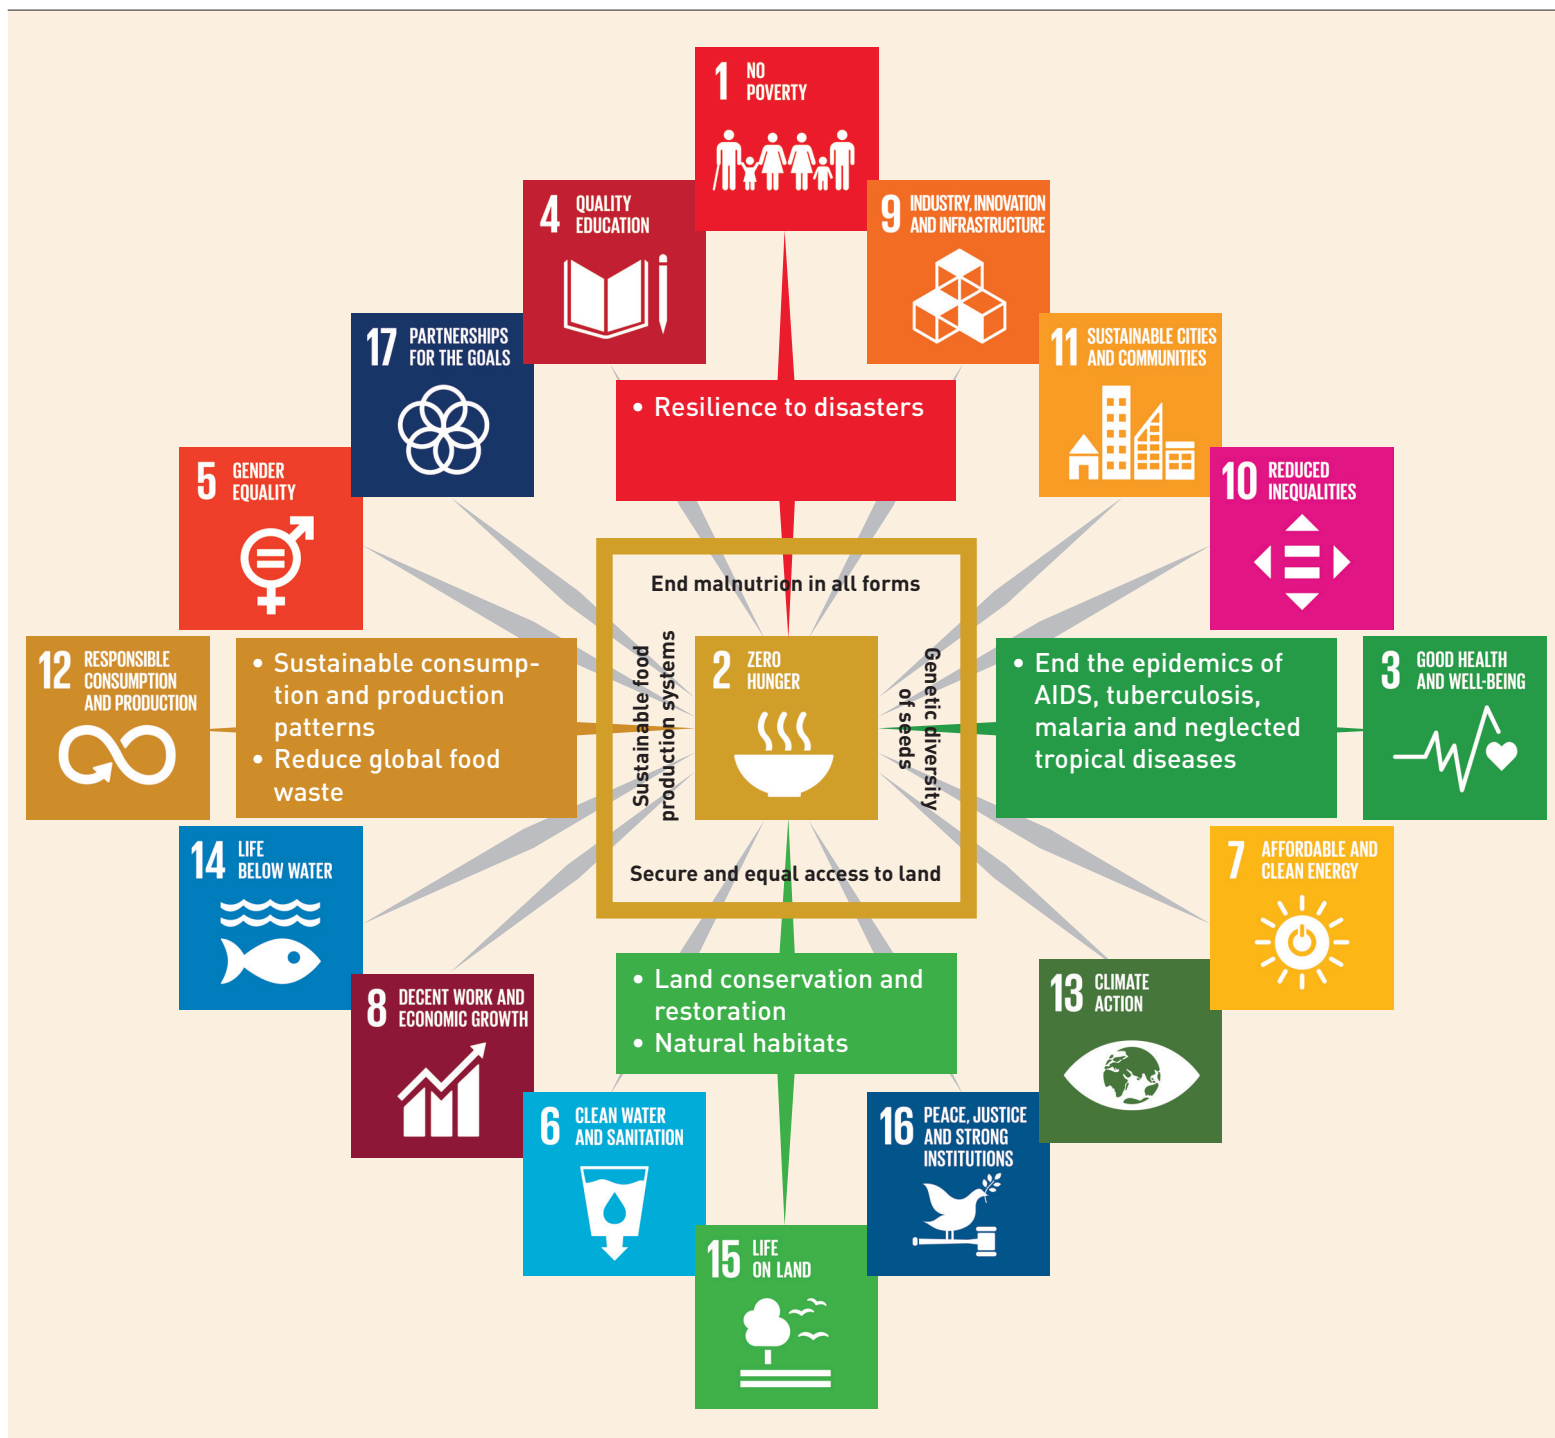 1 NO
POVERTY
4 QUALITY
EDUCATION
9 INDUSTRY, INNOVATION
AND INFRASTRUCTURE
17 PARTNERSHIPS
FOR THE GOALS
11 SUSTAINABLE CITIES
AND COMMUNITIES
• Resilience to disasters
5 GENDER
EQUALITY
10 REDUCED
INEQUALITIES
End malnutrion in all forms
12 RESPONSIBLE
CONSUMPTION
AND PRODUCTION
• Sustainable consump-
tion and production
patterns
• Reduce global food
waste
Sustainable food
production systems
2 ZERO
HUNGER
Genetic diversity
of seeds
• End the epidemics of
AIDS, tuberculosis,
malaria and neglected
tropical diseases
3 GOOD HEALTH
AND WELL-BEING
Secure and equal access to land
14 LIFE
BELOW WATER
7 AFFORDABLE AND
CLEAN ENERGY
8 DECENT WORK AND
ECONOMIC GROWTH
• Land conservation and
restoration
• Natural habitats
13 CLIMATE
ACTION
6 CLEAN WATER
AND SANITATION
16 PEACE, JUSTICE
AND STRONG
INSTITUTIONS
15 LIFE
ON LAND